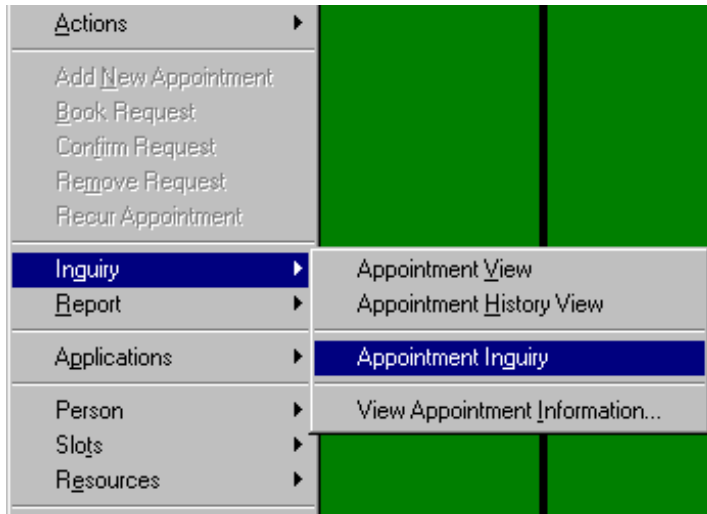 Actions
Add New Appointment
Book Request
Confirm Request
Remove Request
Recur Appointment
Inquiry
Report
Applications
Person
Slots
Resources
Appointment View
Appointment History View
Appointment Inquiry
View Appointment Information...